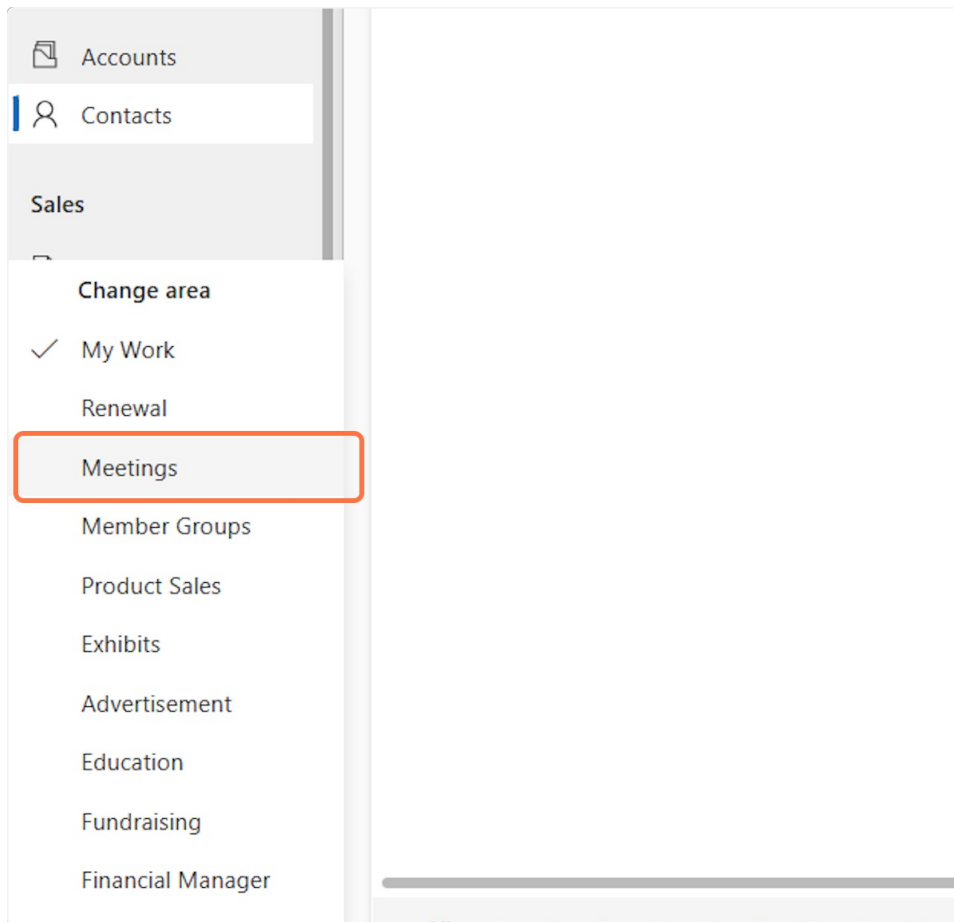 Accounts
Contacts
Sales
Change area
My Work
Renewal
Meetings
Member Groups
Product Sales
Exhibits
Advertisement
Education
Fundraising
Financial Manager